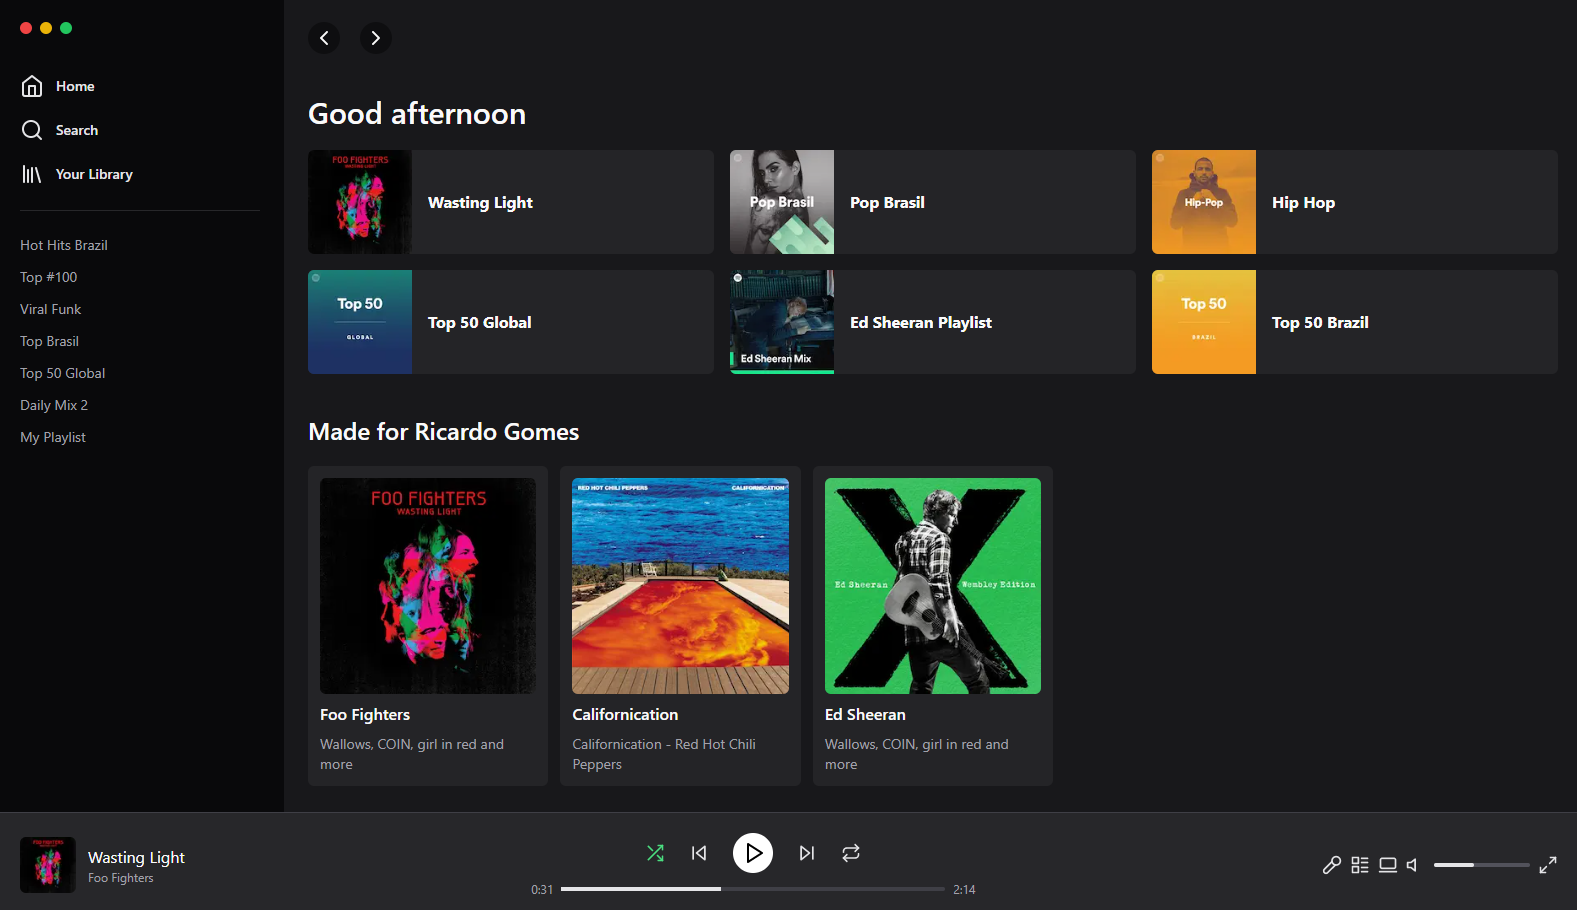 Home
Search
Your Library
Hot Hits Brazil
Top #100
Viral Funk
Top Brasil
Top 50 Global
Daily Mix 2
My Playlist
Good afternoon
FOO FIGHTERS
WASTING LIGHT
Wasting Light
Pop Brasil
Pop Brasil
Hip-Pop
Hip Hop
Top 50
GLOBAL
Top 50 Global
Ed Sheeran Mix
Ed Sheeran Playlist
Top 50
BRAZIL
Top 50 Brazil
Made for Ricardo Gomes
FOO FIGHTERS
WASTING LIGHT
Foo Fighters
Wallows, COIN, girl in red and
more
RED HOT CHILI PEPPERS CALIFORNICATION
Californication
Californication - Red Hot Chili
Peppers
Ed Sheeran Wembley Edition
Ed Sheeran
Wallows, COIN, girl in red and
more
FOO FIGHTERS
Wasting Light
Foo Fighters
0:31
2:14